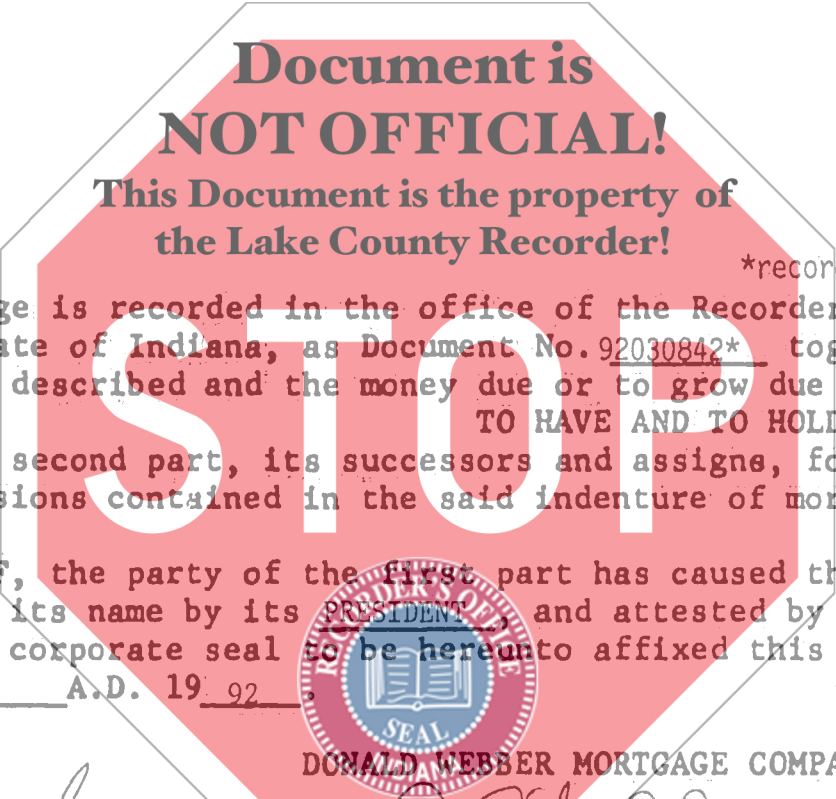 Document is
NOT OFFICIAL!
This Document is the property of
the Lake County Recorder!
*recor
ge is recorded in the office of the Recorder
ate of Indiana, as Document No. 92030842* tog
described and the money due or to grow due
TO HAVE AND TO HOLD
second part, its successors and assigns, fo
sions contained in the said indenture of mor
STOP
F, the party of the first part has caused th
its name by its PRESIDENT, and attested by
corporate seal to be hereunto affixed this
A.D. 19 92.
RECORDER'S OFFICE
SEAL
INDIANA
DONALD WEBBER MORTGAGE COMPA